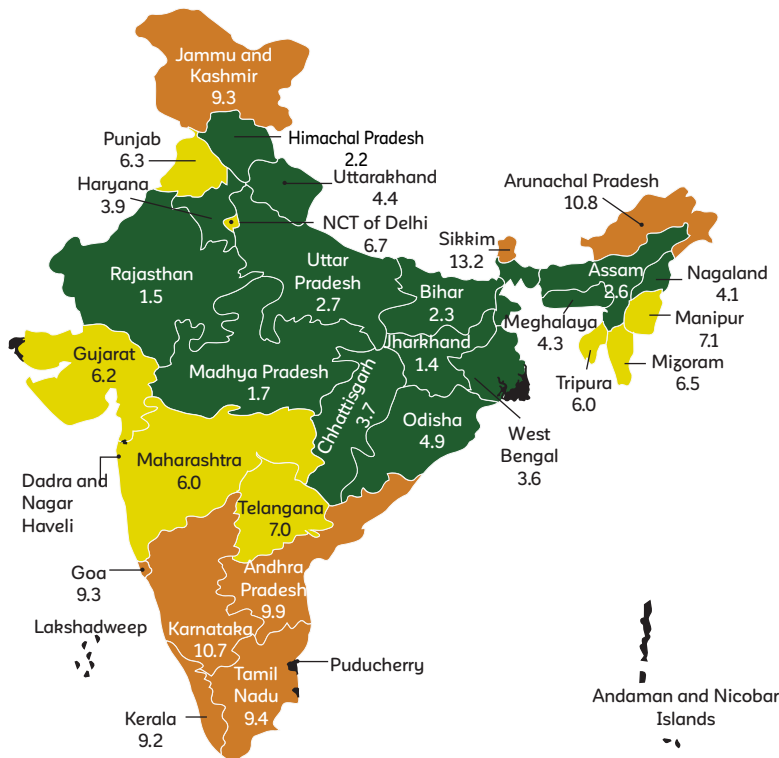 Jammu and
Kashmir
9.3
Punjab
6.3
Himachal Pradesh
2.2
Haryana
3.9
Uttarakhand
4.4
NCT of Delhi
6.7
Arunachal Pradesh
10.8
Sikkim
13.2
Rajasthan
1.5
Uttar
Pradesh
2.7
Bihar
2.3
Assam
2.6
Nagaland
4.1
Meghalaya
4.3
Manipur
7.1
Mizoram
6.5
Tripura
6.0
Gujarat
6.2
Madhya Pradesh
1.7
Jharkhand
1.4
Chhattisgarh
3.7
Odisha
4.9
West
Bengal
3.6
Dadra and
Nagar
Haveli
Maharashtra
6.0
Telangana
7.0
Goa
9.3
Andhra
Pradesh
9.9
Lakshadweep
Karnataka
10.7
Puducherry
Tamil
Nadu
9.4
Kerala
9.2
Andaman and Nicobar
Islands